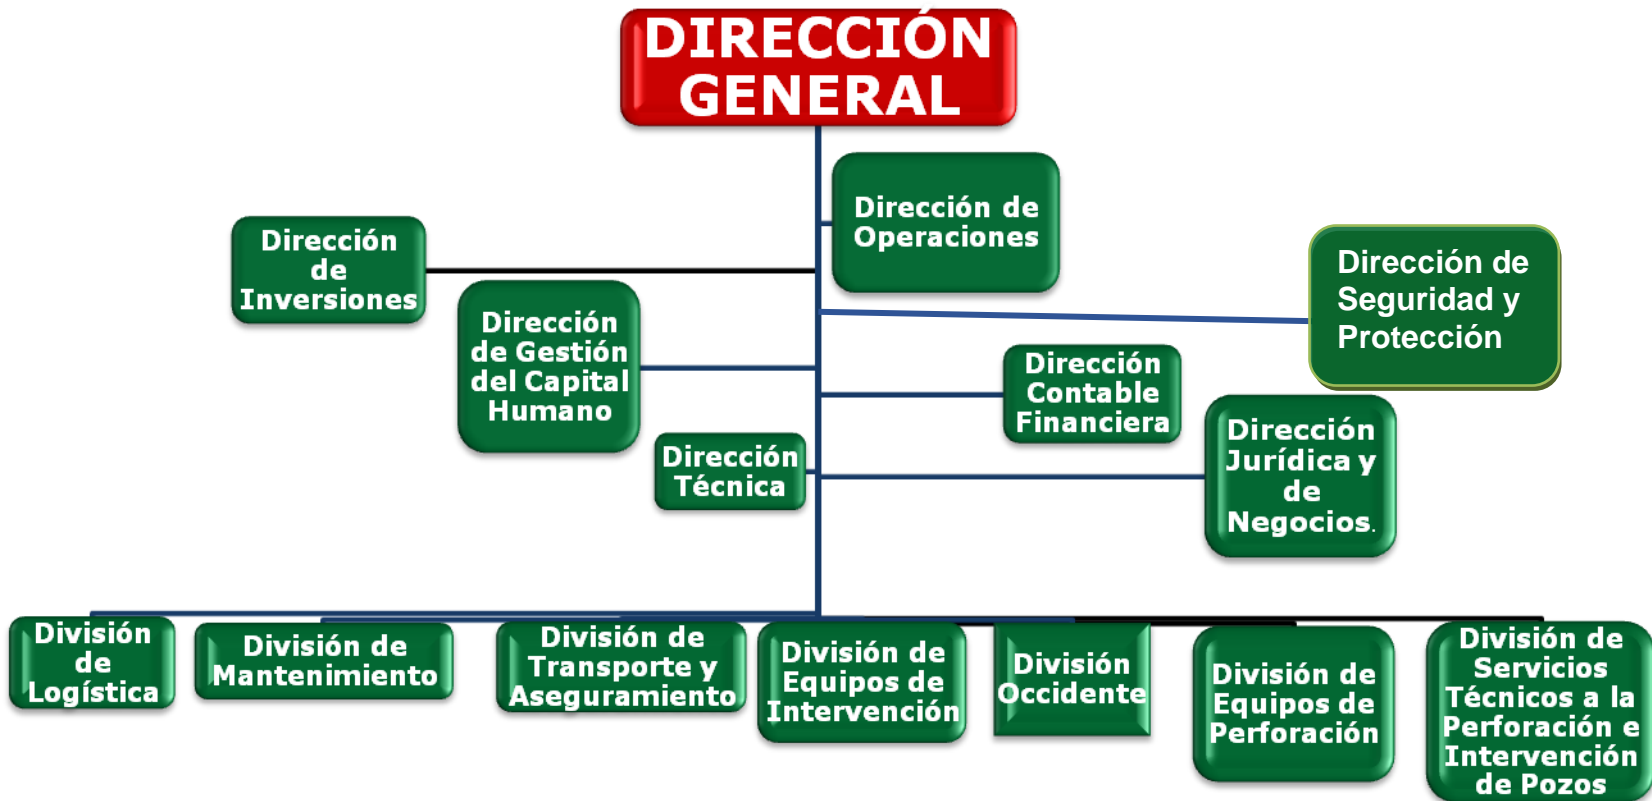 DIRECCIÓN
GENERAL
Dirección de
Operaciones
Dirección
de
Inversiones
Dirección de
Seguridad y
Protección
Dirección
de Gestión
del Capital
Humano
Dirección
Contable
Financiera
Dirección
Técnica
Dirección
Jurídica y
de
Negocios.
División
de
Logística
División de
Mantenimiento
División de
Transporte y
Aseguramiento
División de
Equipos de
Intervención
División
Occidente
División de
Equipos de
Perforación
División de
Servicios
Técnicos a la
Perforación e
Intervención
de Pozos